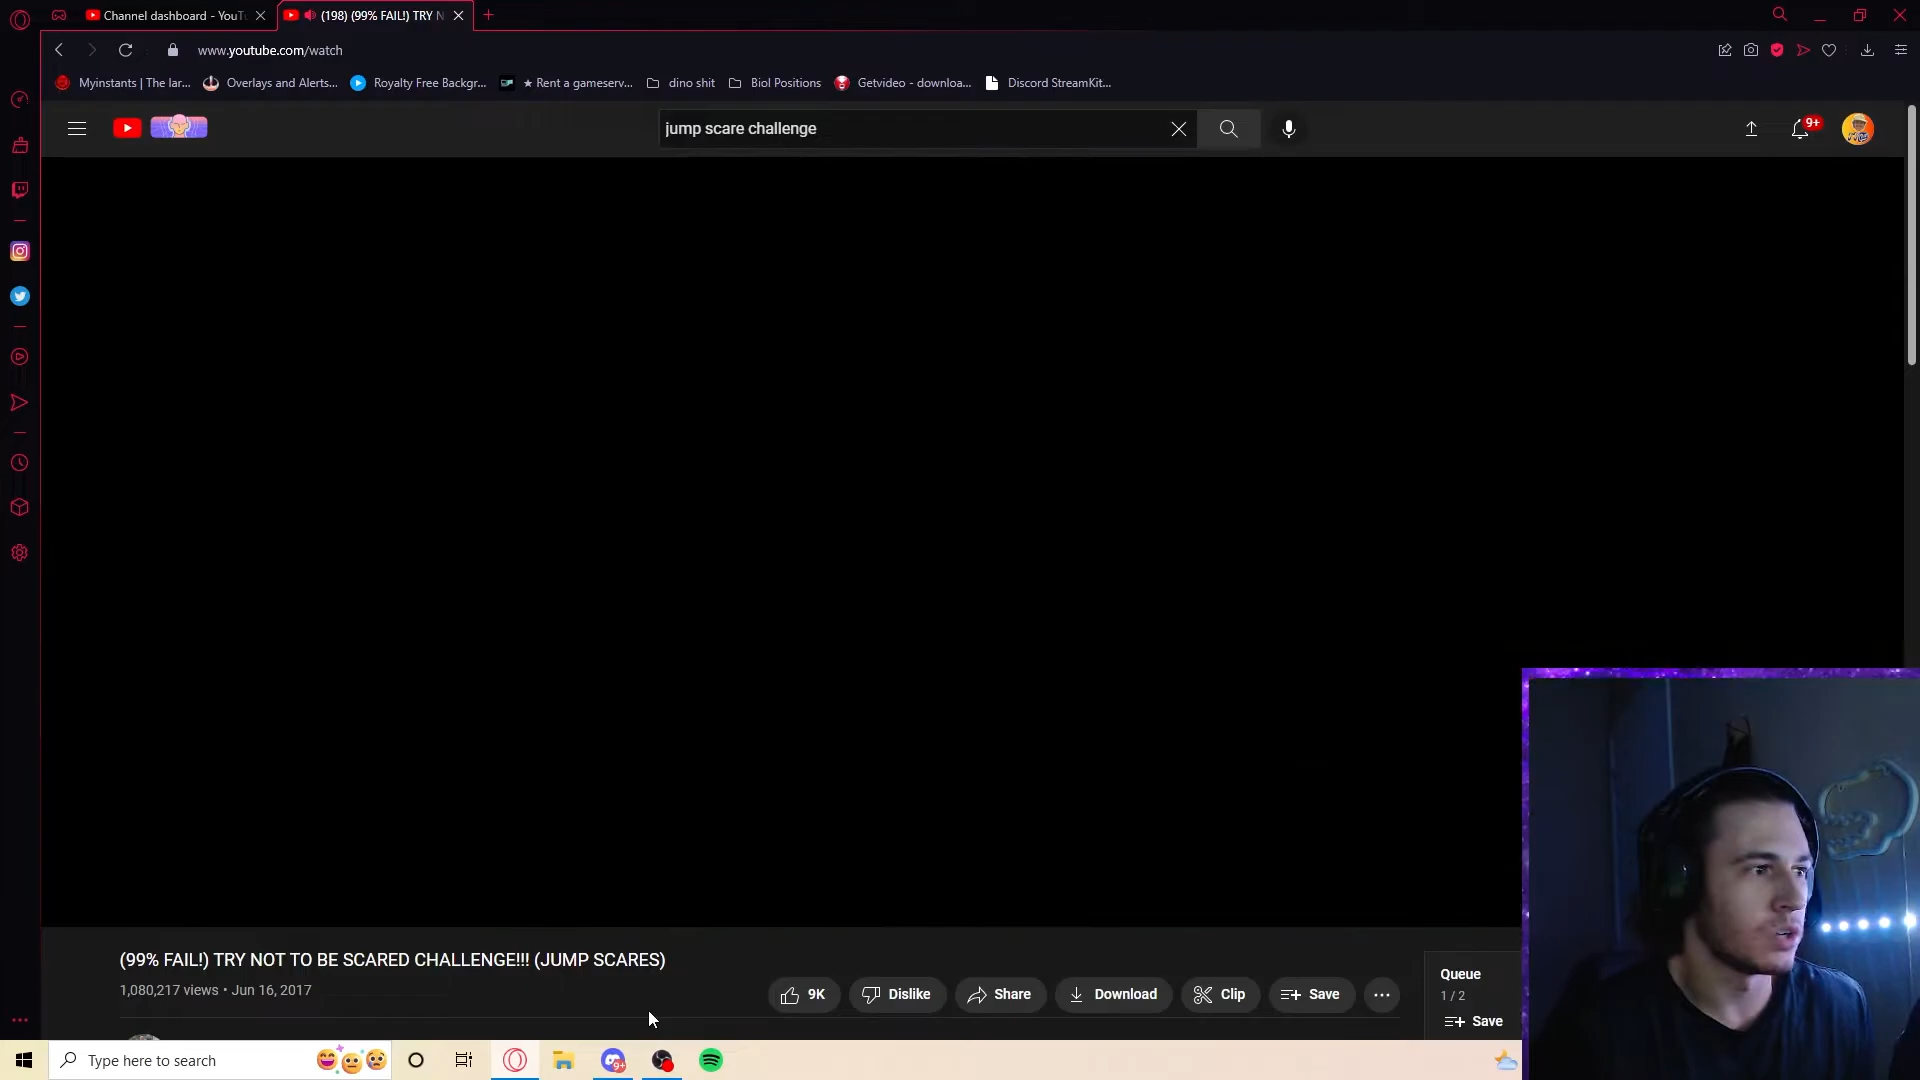 Channel dashboard - YouT
(198) (99% FAIL!) TRY N
www.youtube.com/watch
Myinstants | The lar...
Overlays and Alerts...
Royalty Free Backgr...
★ Rent a gameserv...
dino shit
Biol Positions
Getvideo - downloa...
Discord StreamKit...
jump scare challenge
9+
(99% FAIL!) TRY NOT TO BE SCARED CHALLENGE!!! (JUMP SCARES)
1,080,217 views • Jun 16, 2017
9K
Dislike
Share
Download
Clip
Save
Queue
1 / 2
Save
Type here to search
9+